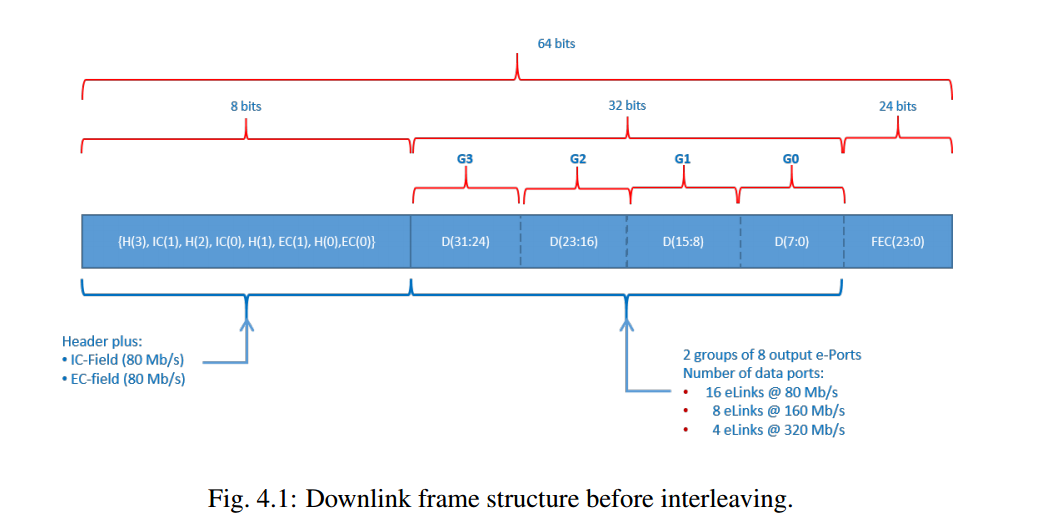 64 bits
8 bits
32 bits
24 bits
G3
G2
G1
G0
{H(3), IC(1), H(2), IC(0), H(1), EC(1), H(0),EC(0)}
D(31:24)
D(23:16)
D(15:8)
D(7:0)
FEC(23:0)
Header plus:
• IC-Field (80 Mb/s)
• EC-field (80 Mb/s)
2 groups of 8 output e-Ports
Number of data ports:
• 16 eLinks @ 80 Mb/s
• 8 eLinks @ 160 Mb/s
• 4 eLinks @ 320 Mb/s
Fig. 4.1: Downlink frame structure before interleaving.